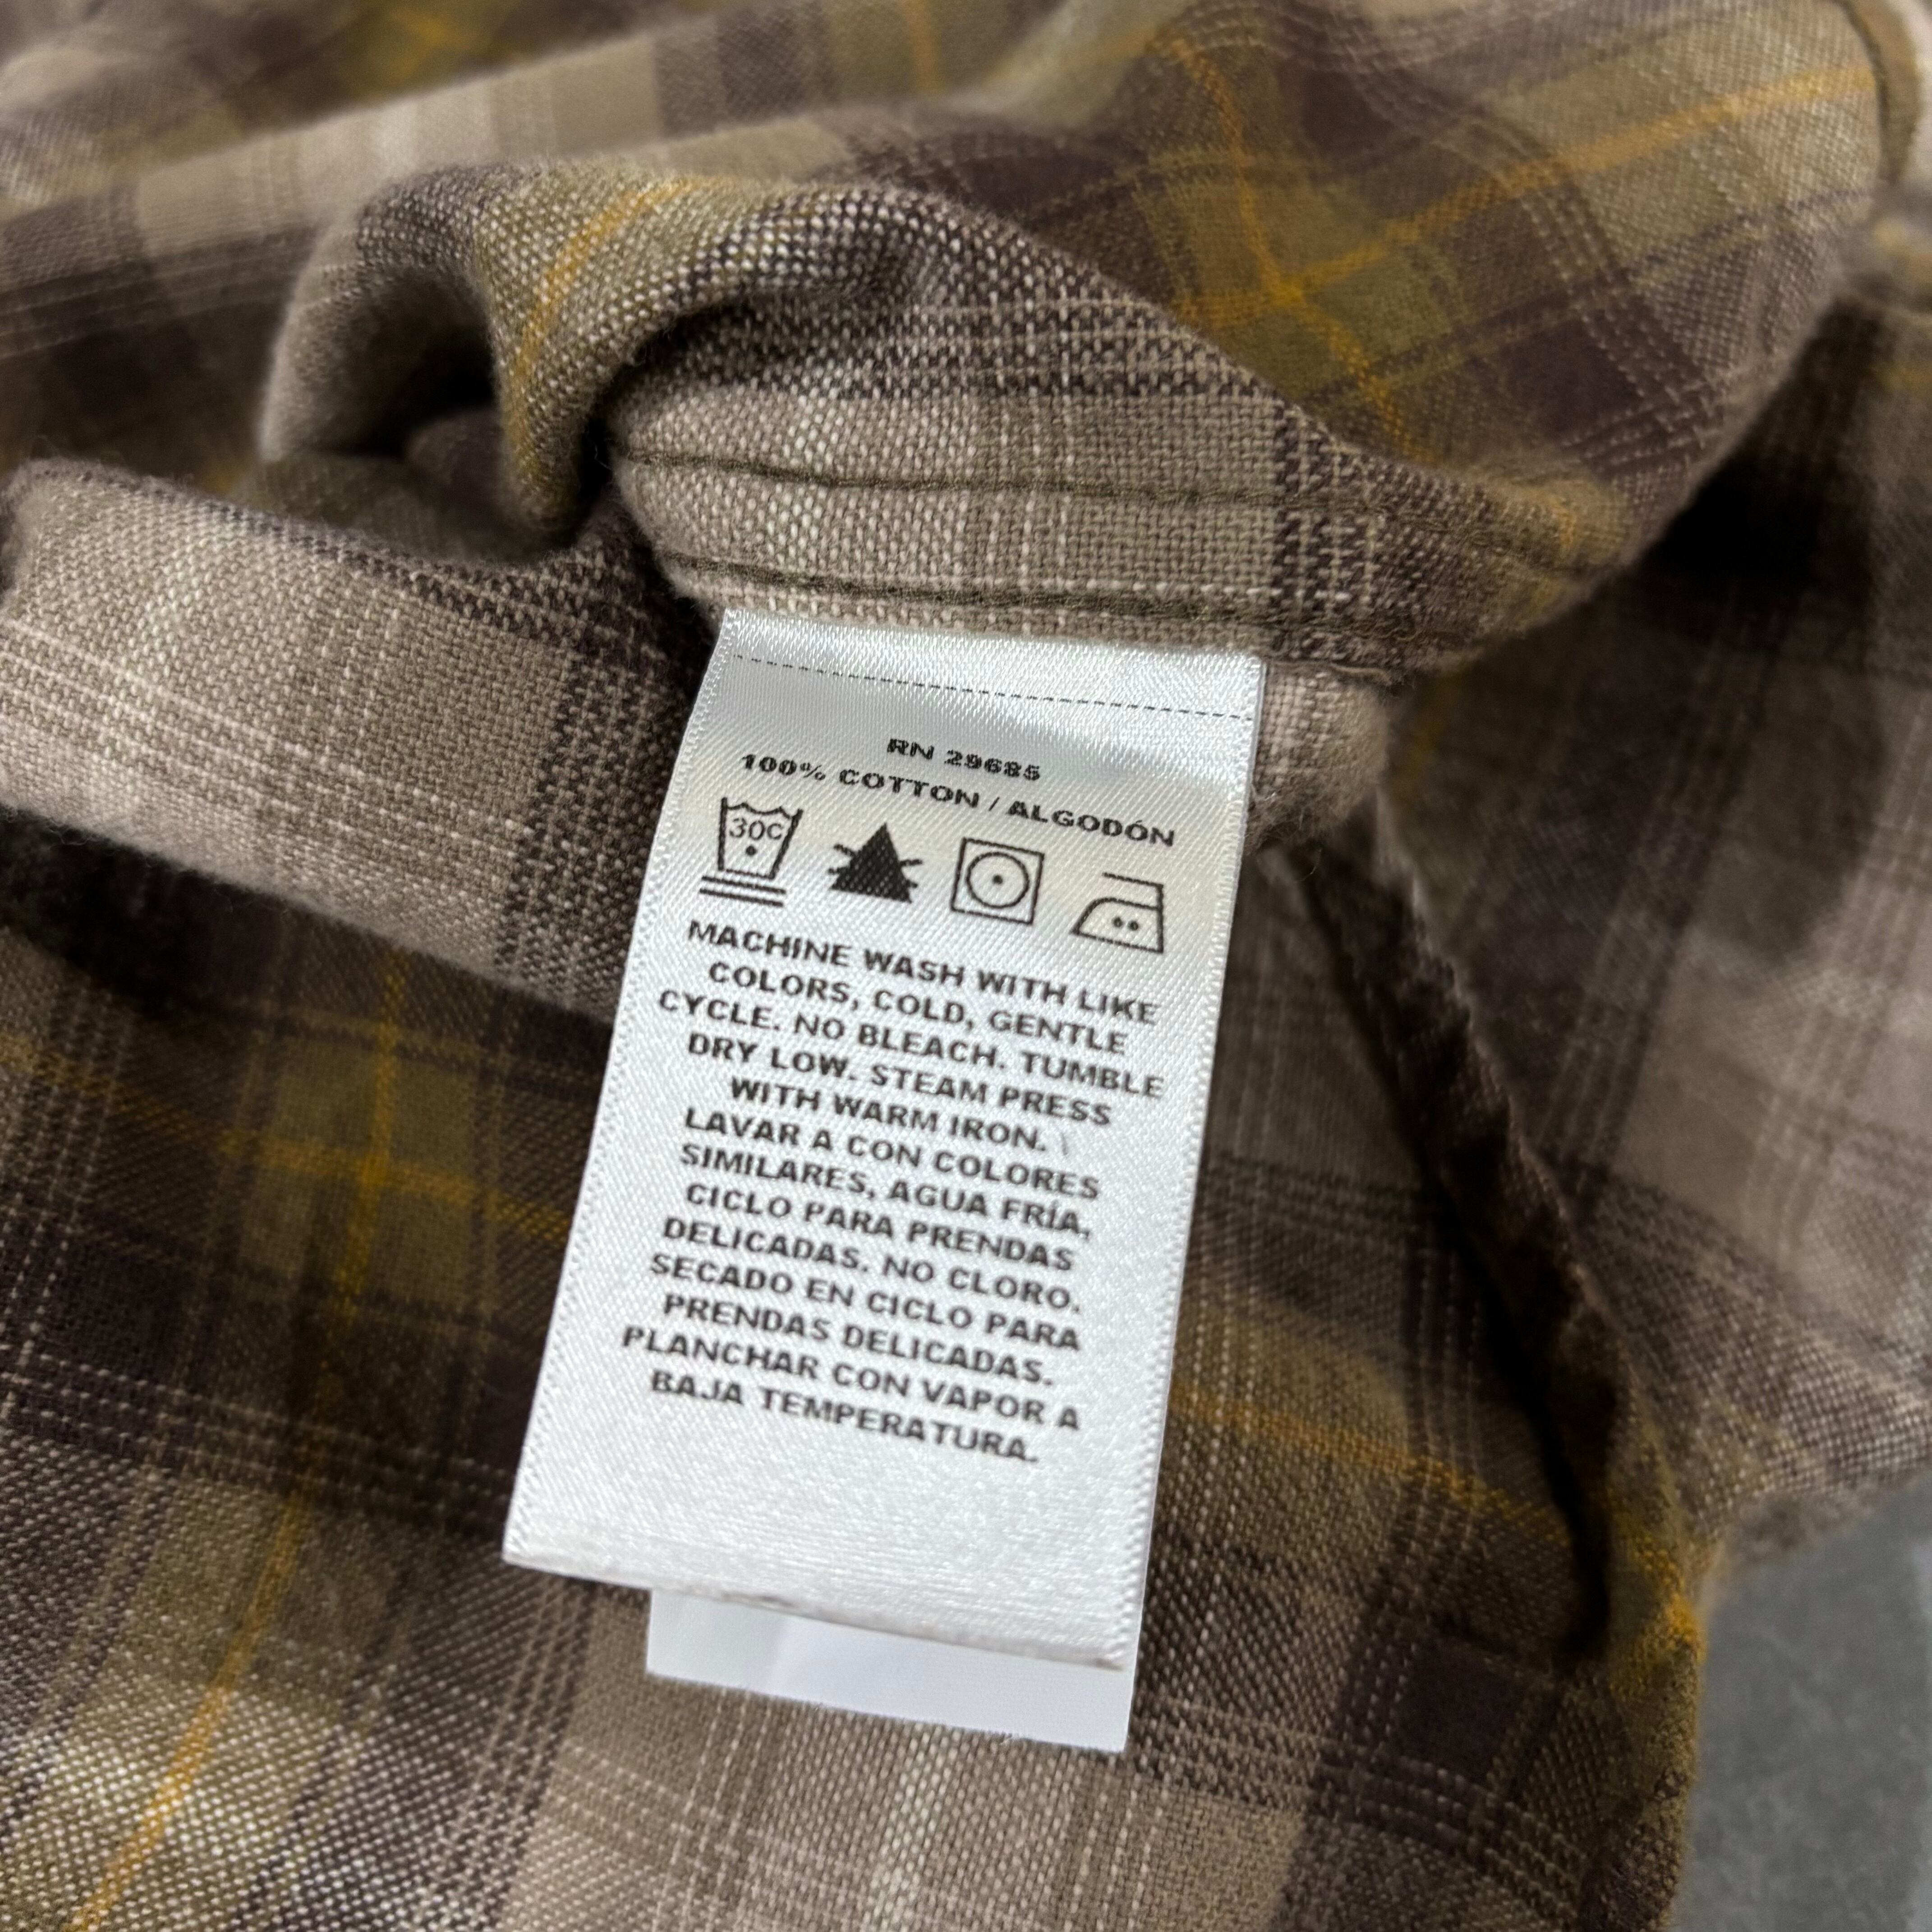 RN 29685
100% COTTON / ALGODÓN
30C
MACHINE WASH WITH LIKE
COLORS, COLD, GENTLE
CYCLE. NO BLEACH. TUMBLE
DRY LOW. STEAM PRESS
WITH WARM IRON.
LAVAR A CON COLORES
SIMILARES, AGUA FRÍA,
CICLO PARA PRENDAS
DELICADAS. NO CLORO.
SECADO EN CICLO PARA
PRENDAS DELICADAS.
PLANCHAR CON VAPOR A
BAJA TEMPERATURA.